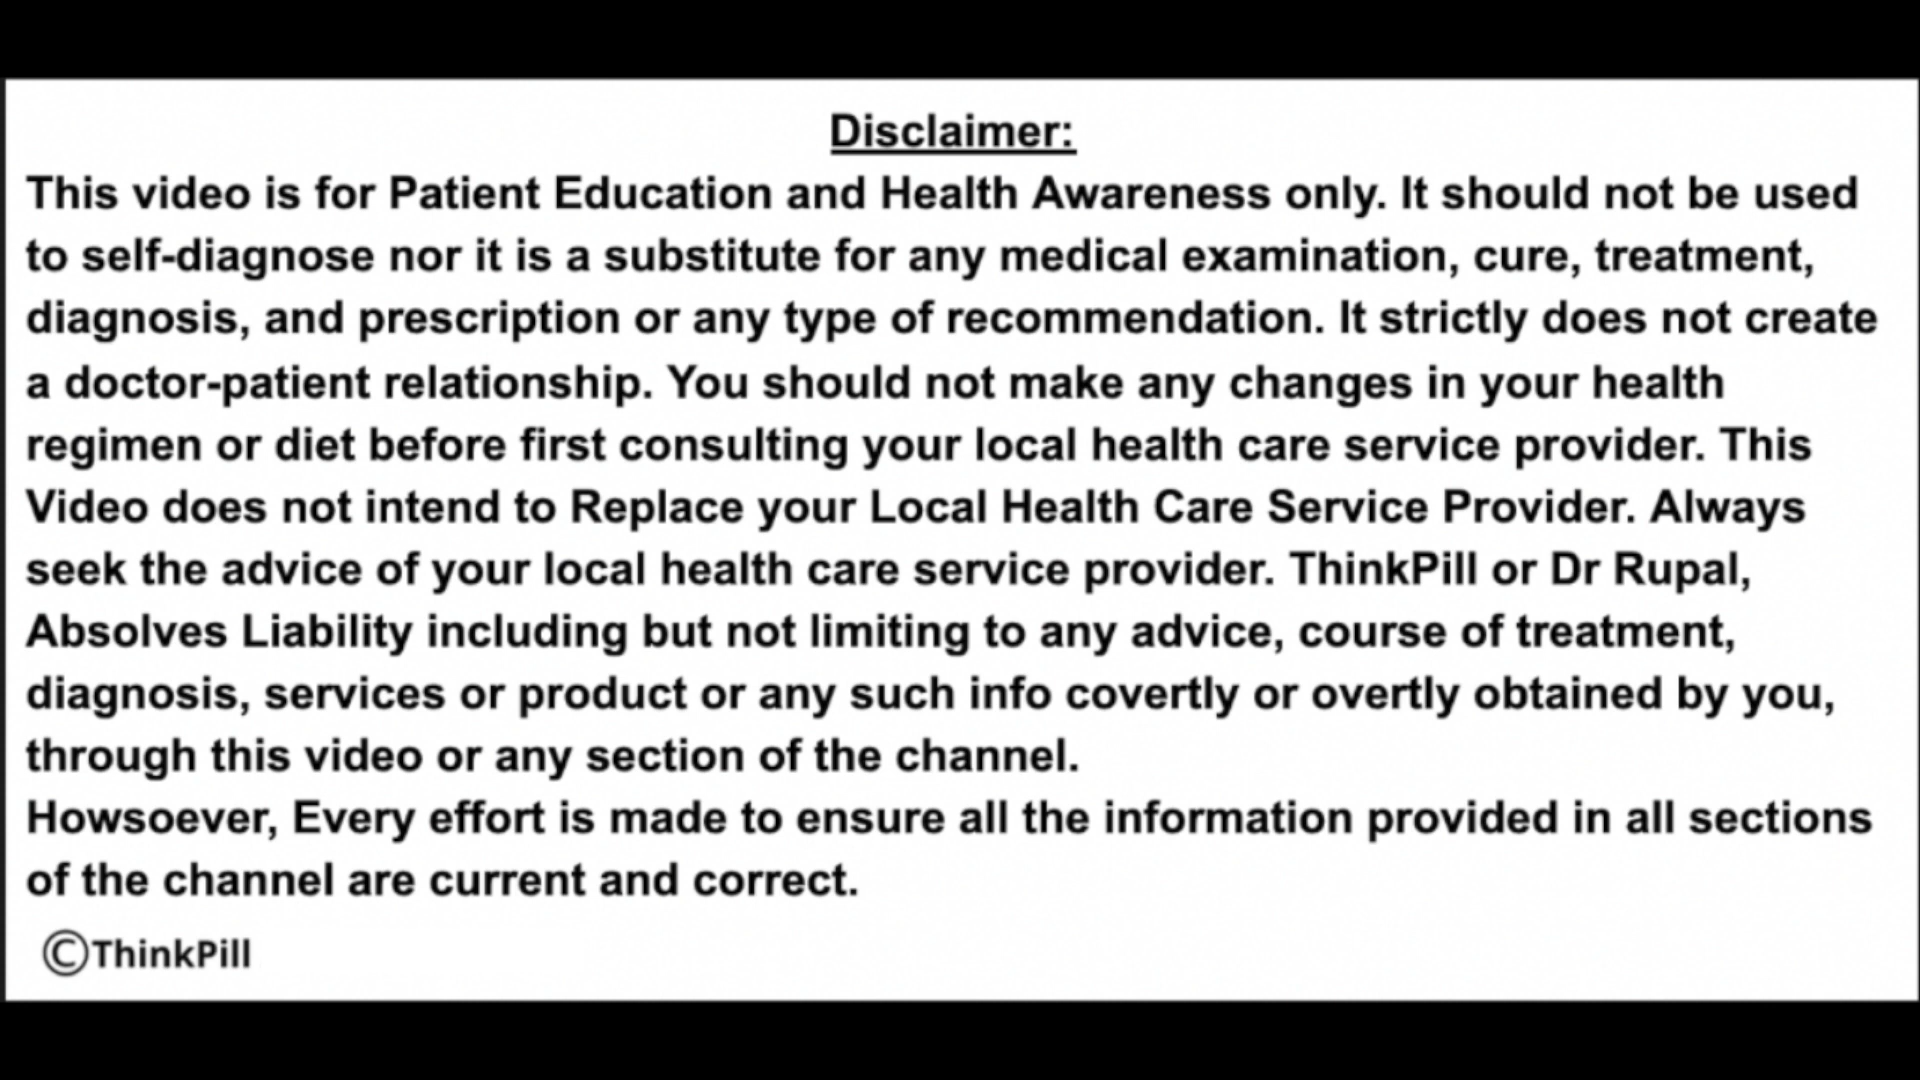 Disclaimer:
This video is for Patient Education and Health Awareness only. It should not be used
to self-diagnose nor it is a substitute for any medical examination, cure, treatment,
diagnosis, and prescription or any type of recommendation. It strictly does not create
a doctor-patient relationship. You should not make any changes in your health
regimen or diet before first consulting your local health care service provider. This
Video does not intend to Replace your Local Health Care Service Provider. Always
seek the advice of your local health care service provider. ThinkPill or Dr Rupal,
Absolves Liability including but not limiting to any advice, course of treatment,
diagnosis, services or product or any such info covertly or overtly obtained by you,
through this video or any section of the channel.
Howsoever, Every effort is made to ensure all the information provided in all sections
of the channel are current and correct.
©ThinkPill